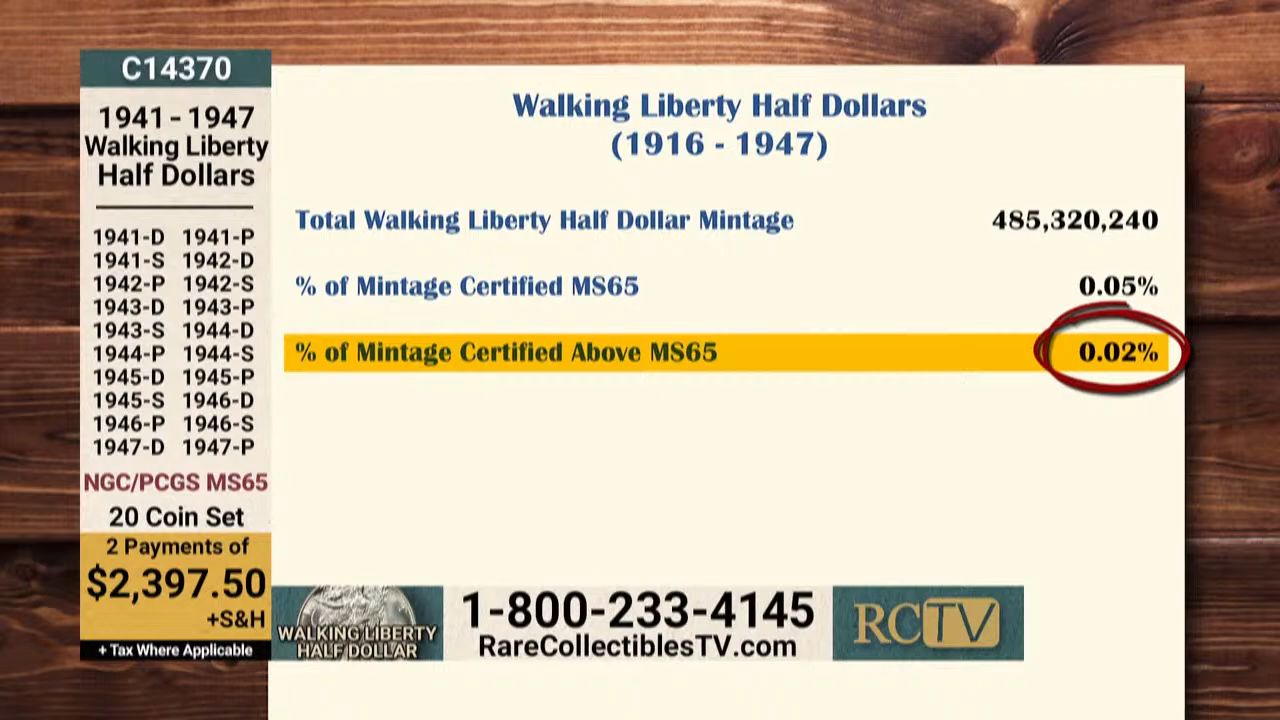 C14370
1941 - 1947
Walking Liberty
Half Dollars
1941-D 1941-P
1941-S 1942-D
1942-P 1942-S
1943-D 1943-P
1943-S 1944-D
1944-P 1944-S
1945-D 1945-P
1945-S 1946-D
1946-P 1946-S
1947-D 1947-P
NGC/PCGS MS65
20 Coin Set
2 Payments of
$2,397.50
+S&H
+ Tax Where Applicable
Walking Liberty Half Dollars
(1916 - 1947)
Total Walking Liberty Half Dollar Mintage 485,320,240
% of Mintage Certified MS65 0.05%
% of Mintage Certified Above MS65 0.02%
WALKING LIBERTY
HALF DOLLAR
1-800-233-4145
RareCollectiblesTV.com
RCTV